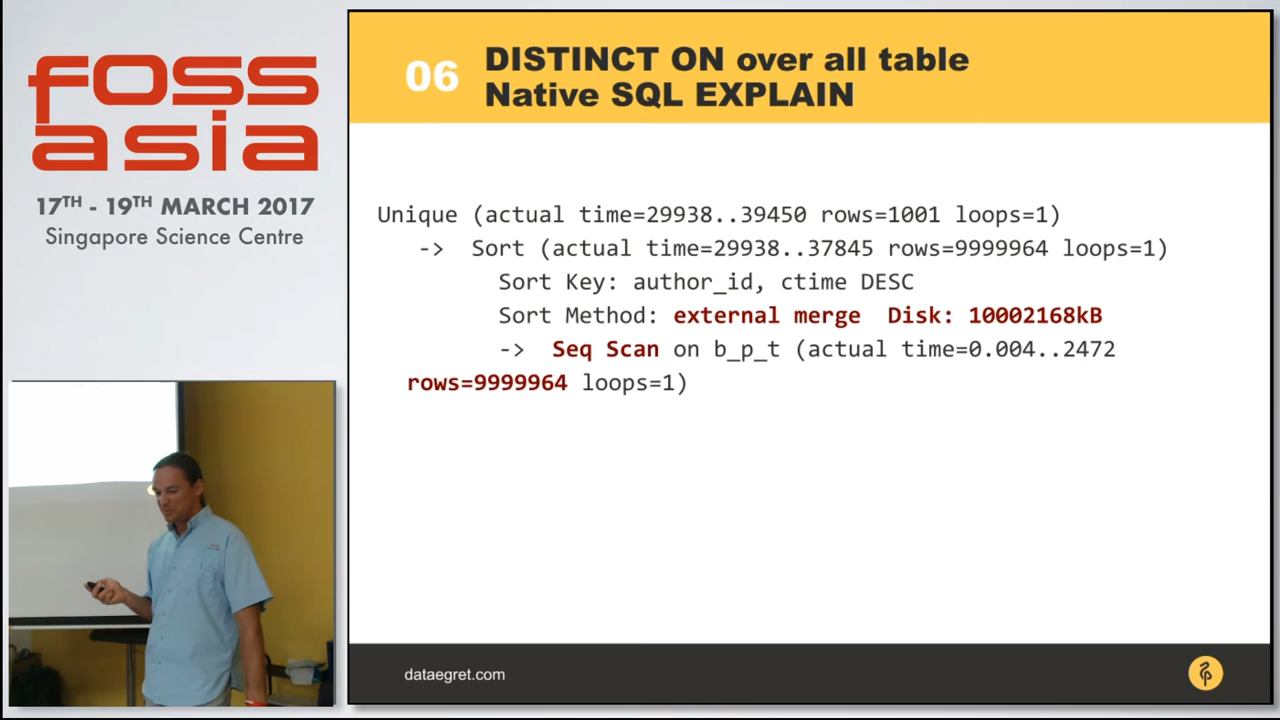 foss
asia
17TH - 19TH MARCH 2017
Singapore Science Centre
06
DISTINCT ON over all table
Native SQL EXPLAIN
Unique (actual time=29938..39450 rows=1001 loops=1)
-> Sort (actual time=29938..37845 rows=9999964 loops=1)
Sort Key: author_id, ctime DESC
Sort Method: external merge Disk: 10002168kB
-> Seq Scan on b_p_t (actual time=0.004..2472
rows=9999964 loops=1)
dataegret.com